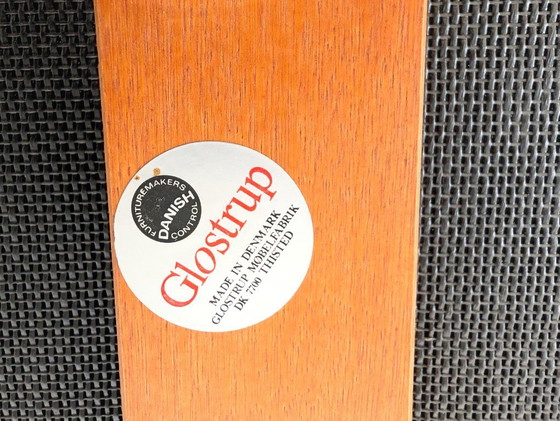 FURNITUREMAKERS
DANISH
CONTROL
Glostrup
MADE IN DENMARK
GLOSTRUP MØBELFABRIK
DK 7700 THISTED